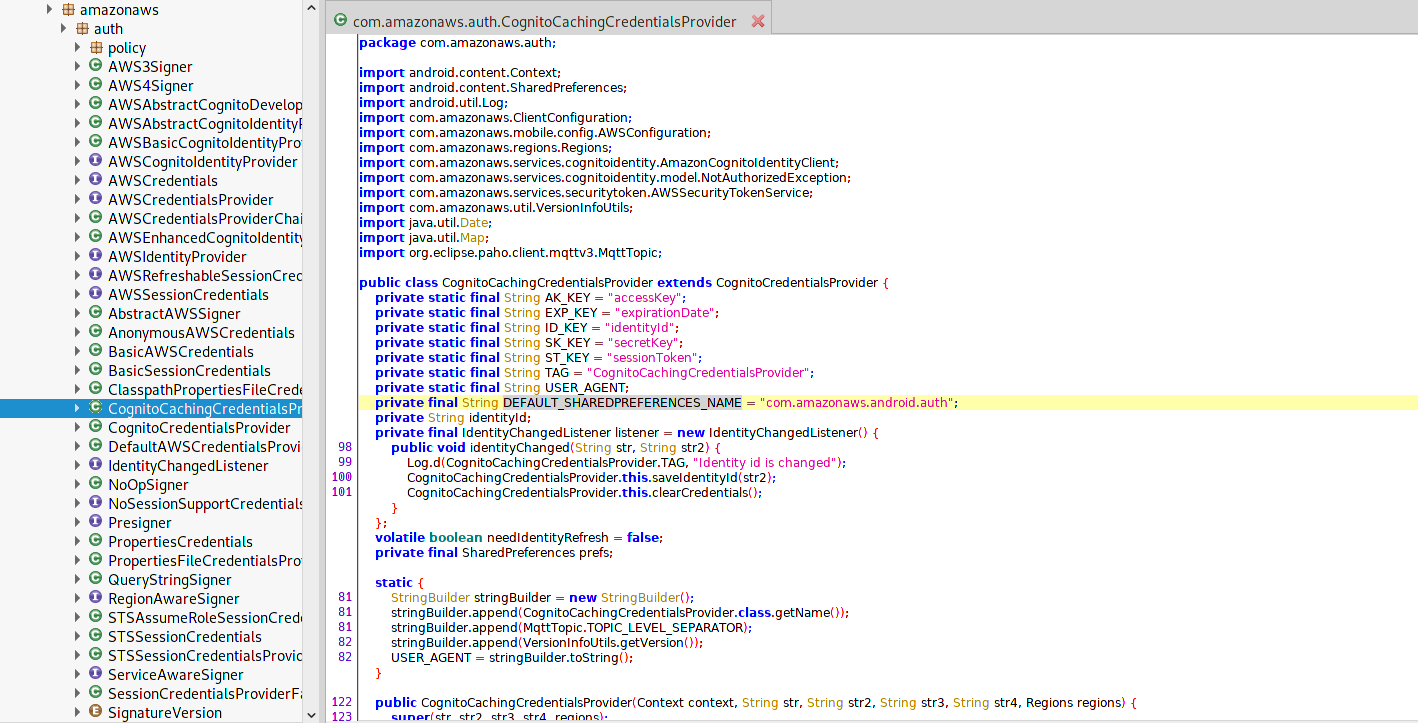 amazonaws
auth
policy
AWS3Signer
AWS4Signer
AWSAbstractCognitoDevelop
AWSAbstractCognitoIdentityP
AWSBasicCognitoIdentityPro
AWSCognitoIdentityProvider
AWSCredentials
AWSCredentialsProvider
AWSCredentialsProviderChai
AWSEnhancedCognitoIdentity
AWSIdentityProvider
AWSRefreshableSessionCred
AWSSessionCredentials
AbstractAWSSigner
AnonymousAWSCredentials
BasicAWSCredentials
BasicSessionCredentials
ClasspathPropertiesFileCrede
CognitoCachingCredentialsPr
CognitoCredentialsProvider
DefaultAWSCredentialsProvi
IdentityChangedListener
NoOpSigner
NoSessionSupportCredentials
Presigner
PropertiesCredentials
PropertiesFileCredentialsPro
QueryStringSigner
RegionAwareSigner
STSAssumeRoleSessionCrede
STSSessionCredentials
STSSessionCredentialsProvid
ServiceAwareSigner
SessionCredentialsProviderFa
SignatureVersion
com.amazonaws.auth.CognitoCachingCredentialsProvider
package com.amazonaws.auth;
import android.content.Context;
import android.content.SharedPreferences;
import android.util.Log;
import com.amazonaws.ClientConfiguration;
import com.amazonaws.mobile.config.AWSConfiguration;
import com.amazonaws.regions.Regions;
import com.amazonaws.services.cognitoidentity.AmazonCognitoIdentityClient;
import com.amazonaws.services.cognitoidentity.model.NotAuthorizedException;
import com.amazonaws.services.securitytoken.AWSSecurityTokenService;
import com.amazonaws.util.VersionInfoUtils;
import java.util.Date;
import java.util.Map;
import org.eclipse.paho.client.mqttv3.MqttTopic;
public class CognitoCachingCredentialsProvider extends CognitoCredentialsProvider {
private static final String AK_KEY = "accessKey";
private static final String EXP_KEY = "expirationDate";
private static final String ID_KEY = "identityId";
private static final String SK_KEY = "secretKey";
private static final String ST_KEY = "sessionToken";
private static final String TAG = "CognitoCachingCredentialsProvider";
private static final String USER_AGENT;
private final String DEFAULT_SHAREDPREFERENCES_NAME = "com.amazonaws.android.auth";
private String identityId;
private final IdentityChangedListener listener = new IdentityChangedListener() {
98 public void identityChanged(String str, String str2) {
99 Log.d(CognitoCachingCredentialsProvider.TAG, "Identity id is changed");
100 CognitoCachingCredentialsProvider.this.saveIdentityId(str2);
101 CognitoCachingCredentialsProvider.this.clearCredentials();
}
};
volatile boolean needIdentityRefresh = false;
private final SharedPreferences prefs;
static {
81 StringBuilder stringBuilder = new StringBuilder();
81 stringBuilder.append(CognitoCachingCredentialsProvider.class.getName());
81 stringBuilder.append(MqttTopic.TOPIC_LEVEL_SEPARATOR);
82 stringBuilder.append(VersionInfoUtils.getVersion());
82 USER_AGENT = stringBuilder.toString();
}
122 public CognitoCachingCredentialsProvider(Context context, String str, String str2, String str3, String str4, Regions regions) {
123 super(str, str2, str3, str4, regions);